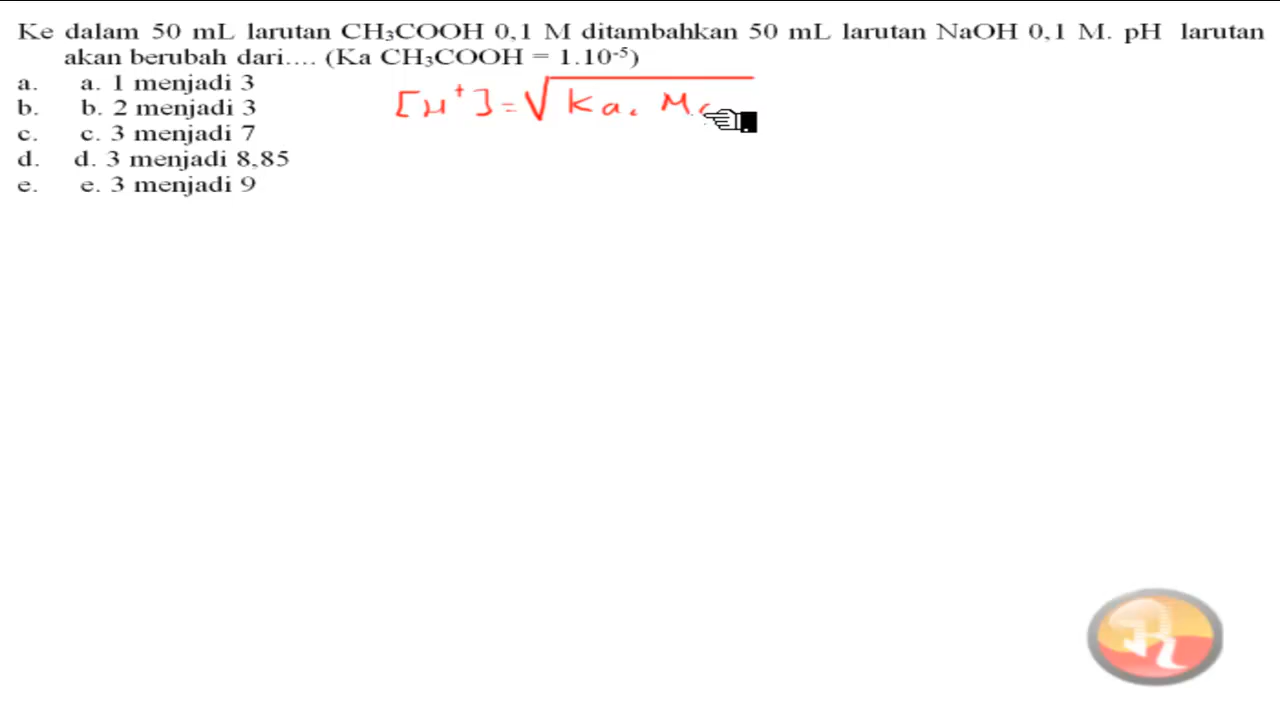 Ke dalam 50 mL larutan CH₃COOH 0,1 M ditambahkan 50 mL larutan NaOH 0,1 M. pH larutan
akan berubah dari.... (Ka CH₃COOH = 1.10⁻⁵)
a. a. 1 menjadi 3
b. b. 2 menjadi 3
c. c. 3 menjadi 7
d. d. 3 menjadi 8,85
e. e. 3 menjadi 9
[H⁺] = √Ka. M